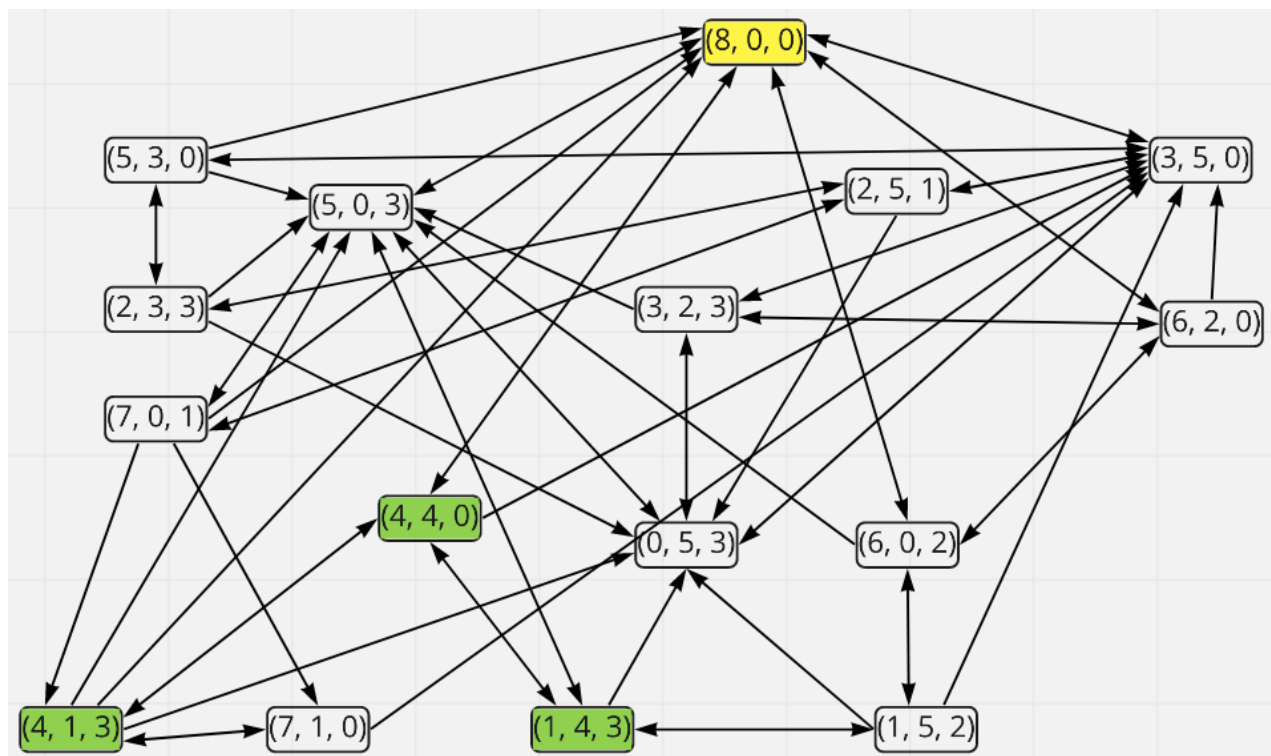 (8, 0, 0)
(5, 3, 0)
(3, 5, 0)
(5, 0, 3)
(2, 5, 1)
(2, 3, 3)
(3, 2, 3)
(6, 2, 0)
(7, 0, 1)
(4, 4, 0)
(0, 5, 3)
(6, 0, 2)
(4, 1, 3)
(7, 1, 0)
(1, 4, 3)
(1, 5, 2)